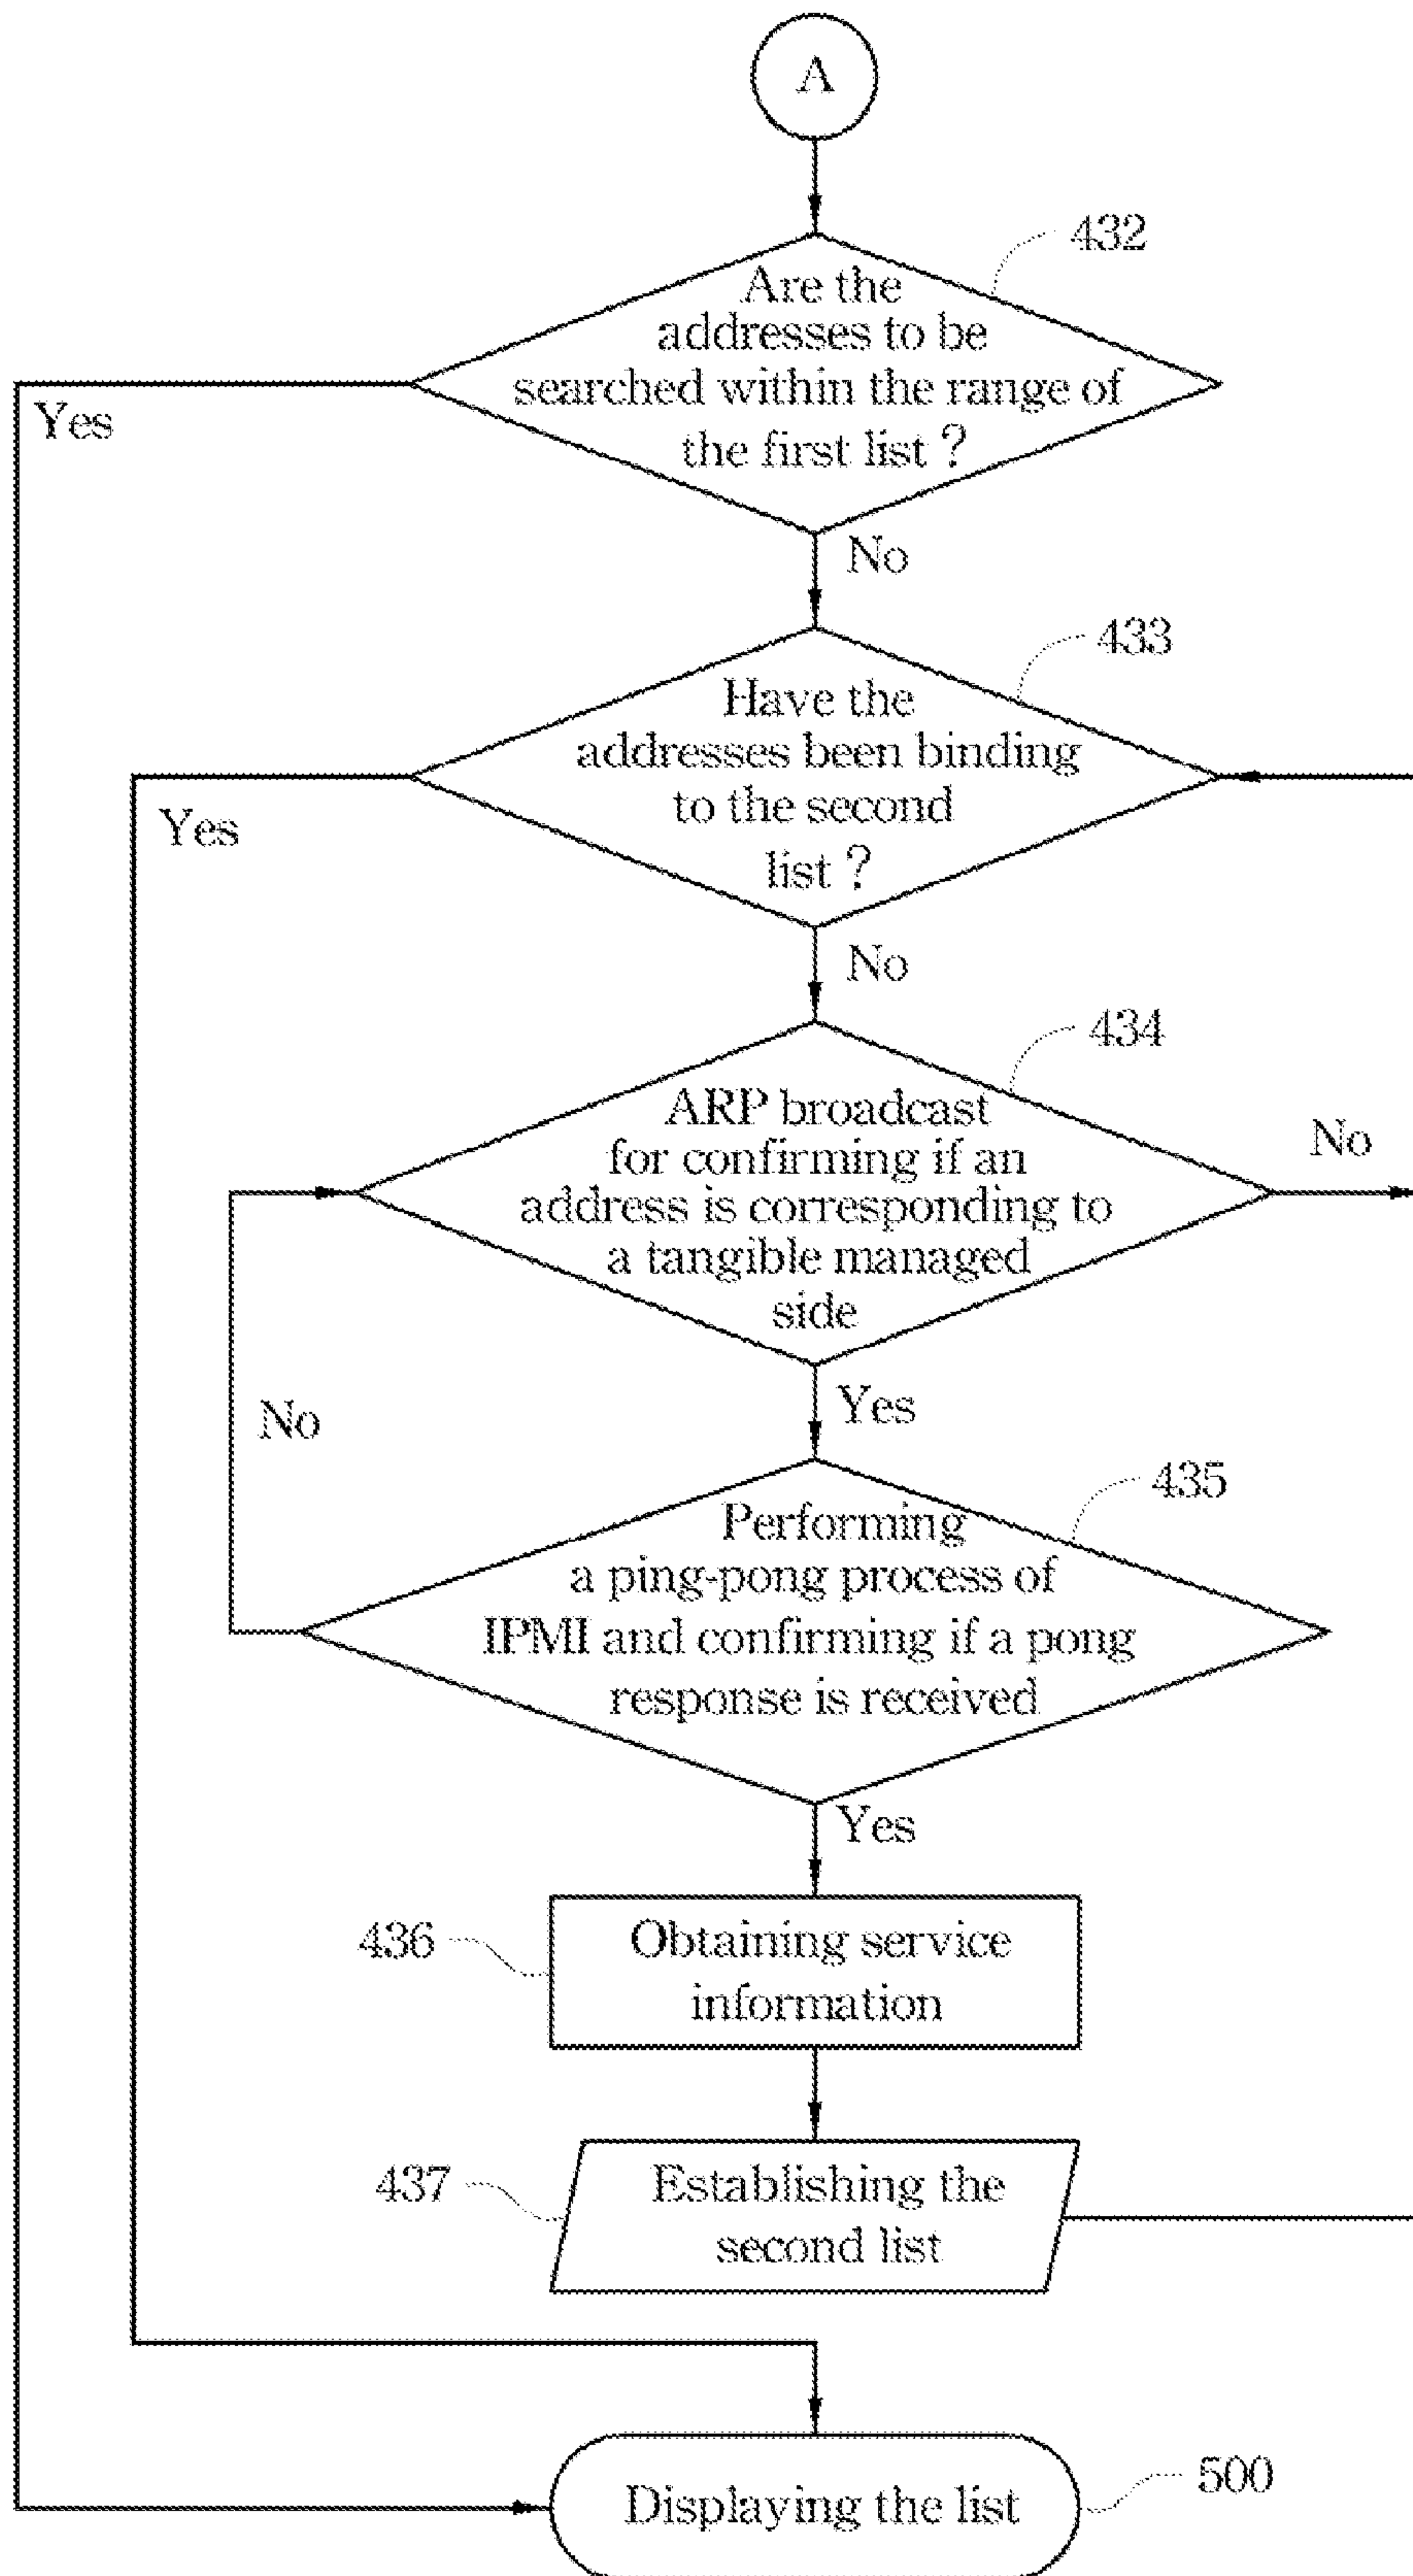 A
432
Are the
addresses to be
searched within the range of
the first list ?
Yes
No
433
Have the
addresses been binding
to the second
list ?
Yes
No
434
ARP broadcast
for confirming if an
address is corresponding to
a tangible managed
side
No
Yes
No
435
Performing
a ping-pong process of
IPMI and confirming if a pong
response is received
Yes
436
Obtaining service
information
437
Establishing the
second list
500
Displaying the list